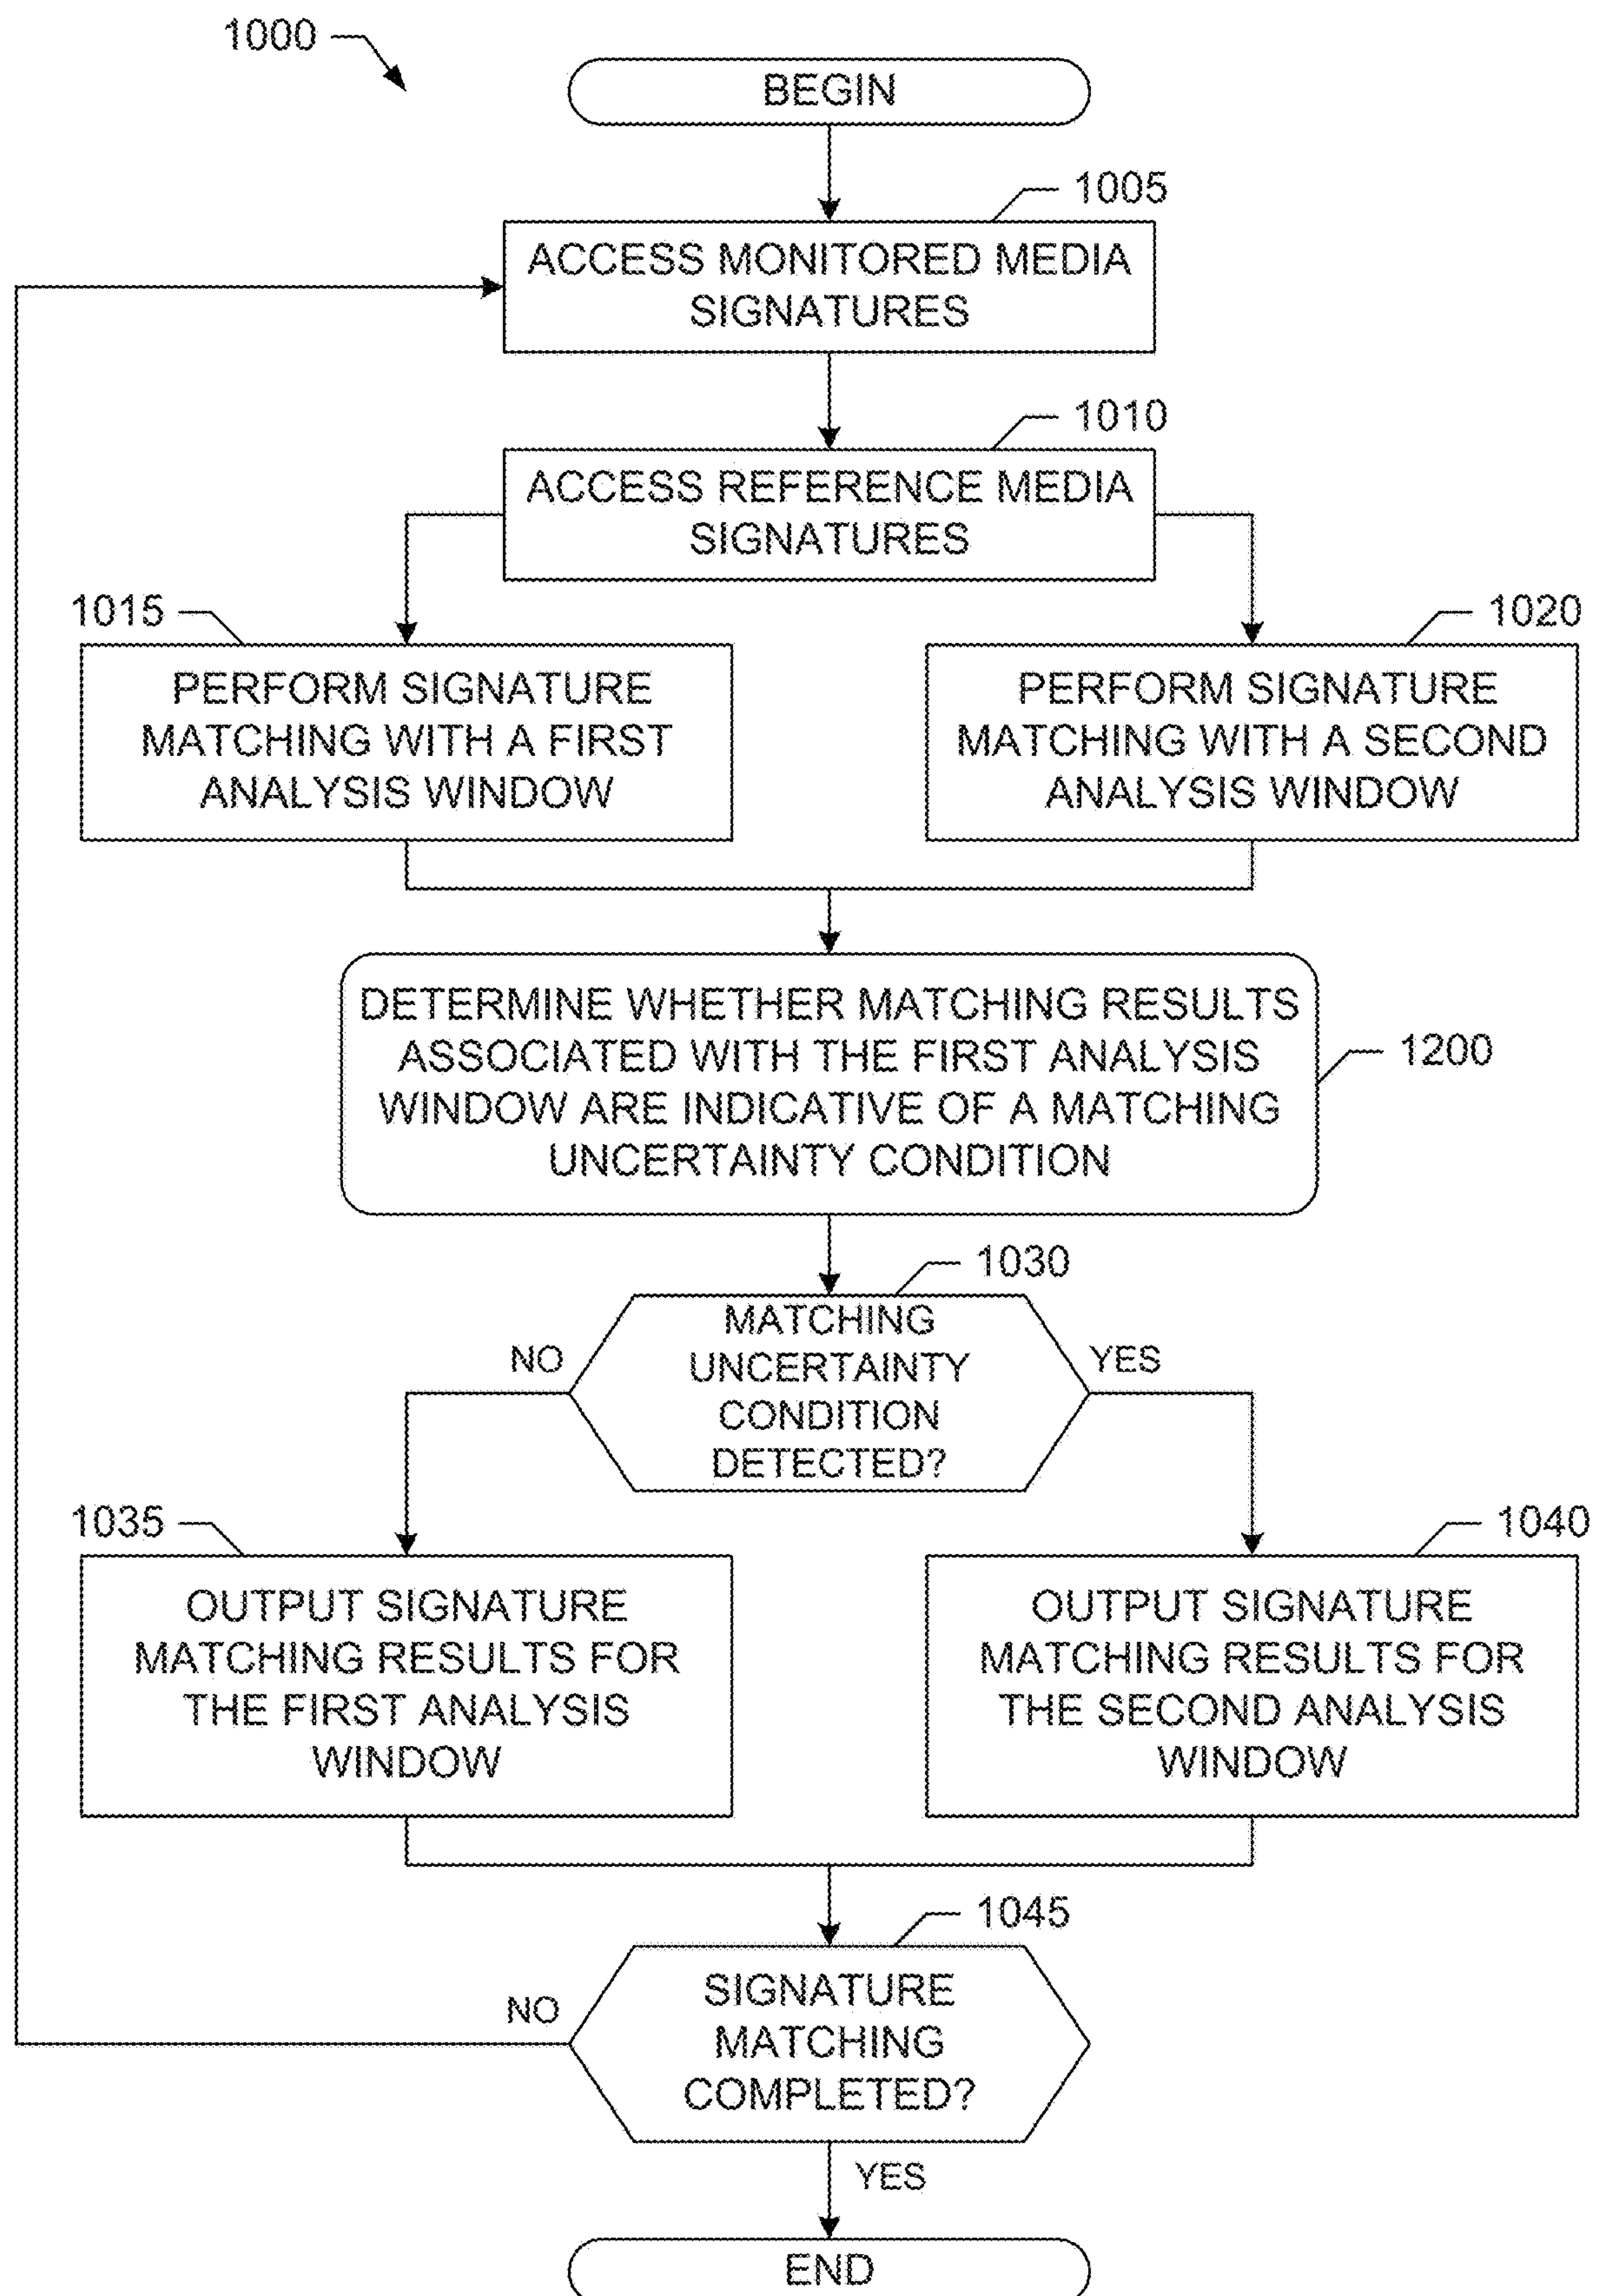 1000
BEGIN
1005
ACCESS MONITORED MEDIA
SIGNATURES
1010
ACCESS REFERENCE MEDIA
SIGNATURES
1015
PERFORM SIGNATURE
MATCHING WITH A FIRST
ANALYSIS WINDOW
1020
PERFORM SIGNATURE
MATCHING WITH A SECOND
ANALYSIS WINDOW
DETERMINE WHETHER MATCHING RESULTS
ASSOCIATED WITH THE FIRST ANALYSIS
WINDOW ARE INDICATIVE OF A MATCHING
UNCERTAINTY CONDITION
1200
1030
MATCHING
UNCERTAINTY
CONDITION
DETECTED?
NO
YES
1035
OUTPUT SIGNATURE
MATCHING RESULTS FOR
THE FIRST ANALYSIS
WINDOW
1040
OUTPUT SIGNATURE
MATCHING RESULTS FOR
THE SECOND ANALYSIS
WINDOW
1045
SIGNATURE
MATCHING
COMPLETED?
NO
YES
END